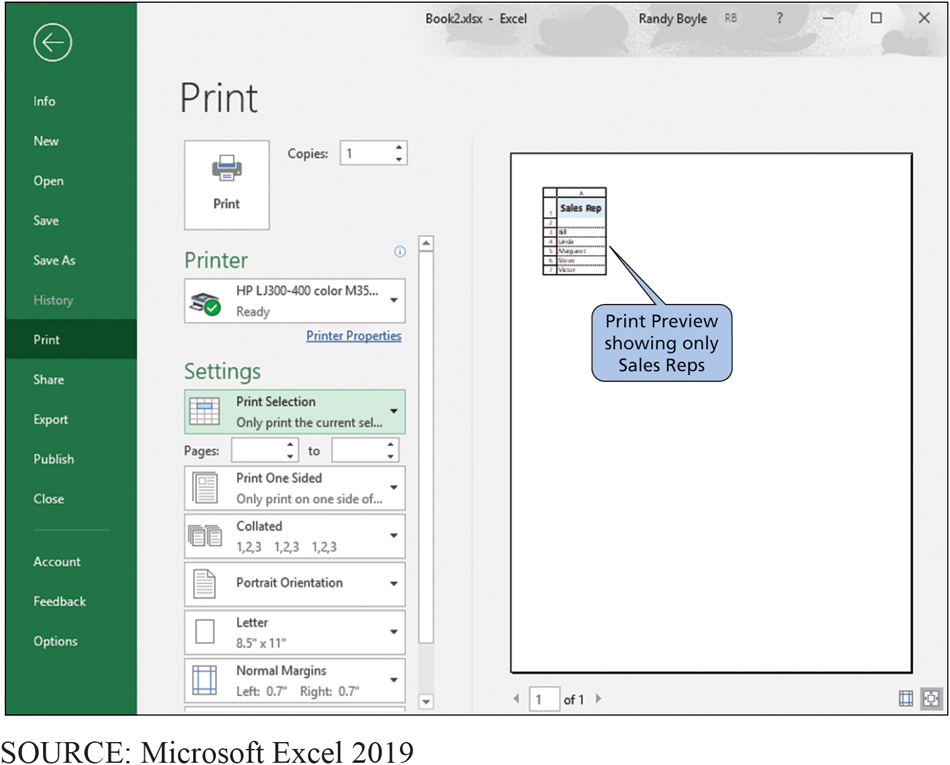 Book2.xlsx - Excel
Randy Boyle RB ?
Info
New
Open
Save
Save As
History
Print
Share
Export
Publish
Close
Account
Feedback
Options
Print
Print
Copies: 1
Printer
HP LJ300-400 color M35...
Ready
Printer Properties
Settings
Print Selection
Only print the current sel...
Pages: to
Print One Sided
Only print on one side of...
Collated
1,2,3 1,2,3 1,2,3
Portrait Orientation
Letter
8.5" x 11"
Normal Margins
Left: 0.7" Right: 0.7"
A
1 Sales Rep
2
3 Bill
4 Linda
5 Margaret
6 Steve
7 Victor
Print Preview
showing only
Sales Reps
1 of 1
SOURCE: Microsoft Excel 2019